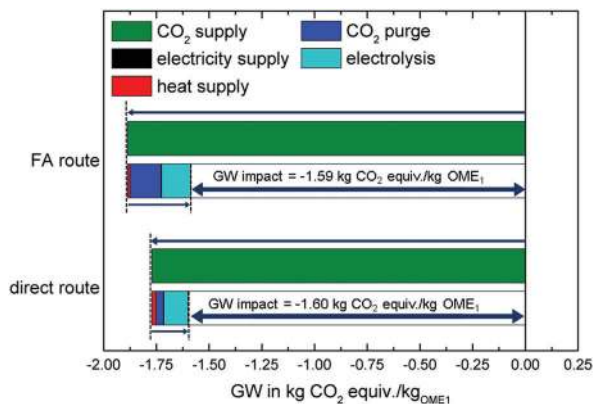 CO₂ supply
CO₂ purge
electricity supply
electrolysis
heat supply
FA route
GW impact = -1.59 kg CO₂ equiv./kg OME₁
direct route
GW impact = -1.60 kg CO₂ equiv./kg OME₁
-2.00 -1.75 -1.50 -1.25 -1.00 -0.75 -0.50 -0.25 0.00 0.25
GW in kg CO₂ equiv./kg_OME1